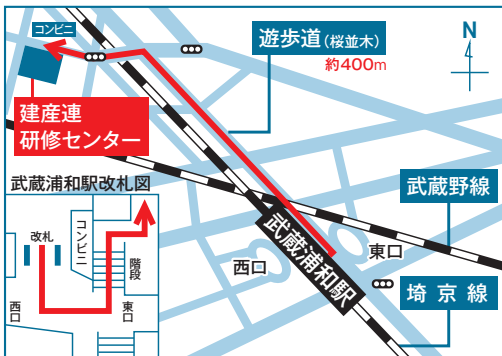 コンビニ
遊歩道(桜並木)
約400m
N
建産連
研修センター
武蔵野線
武蔵浦和駅改札図
武蔵浦和駅
西口
東口
埼京線
コンビニ
改札
階段
西口
東口